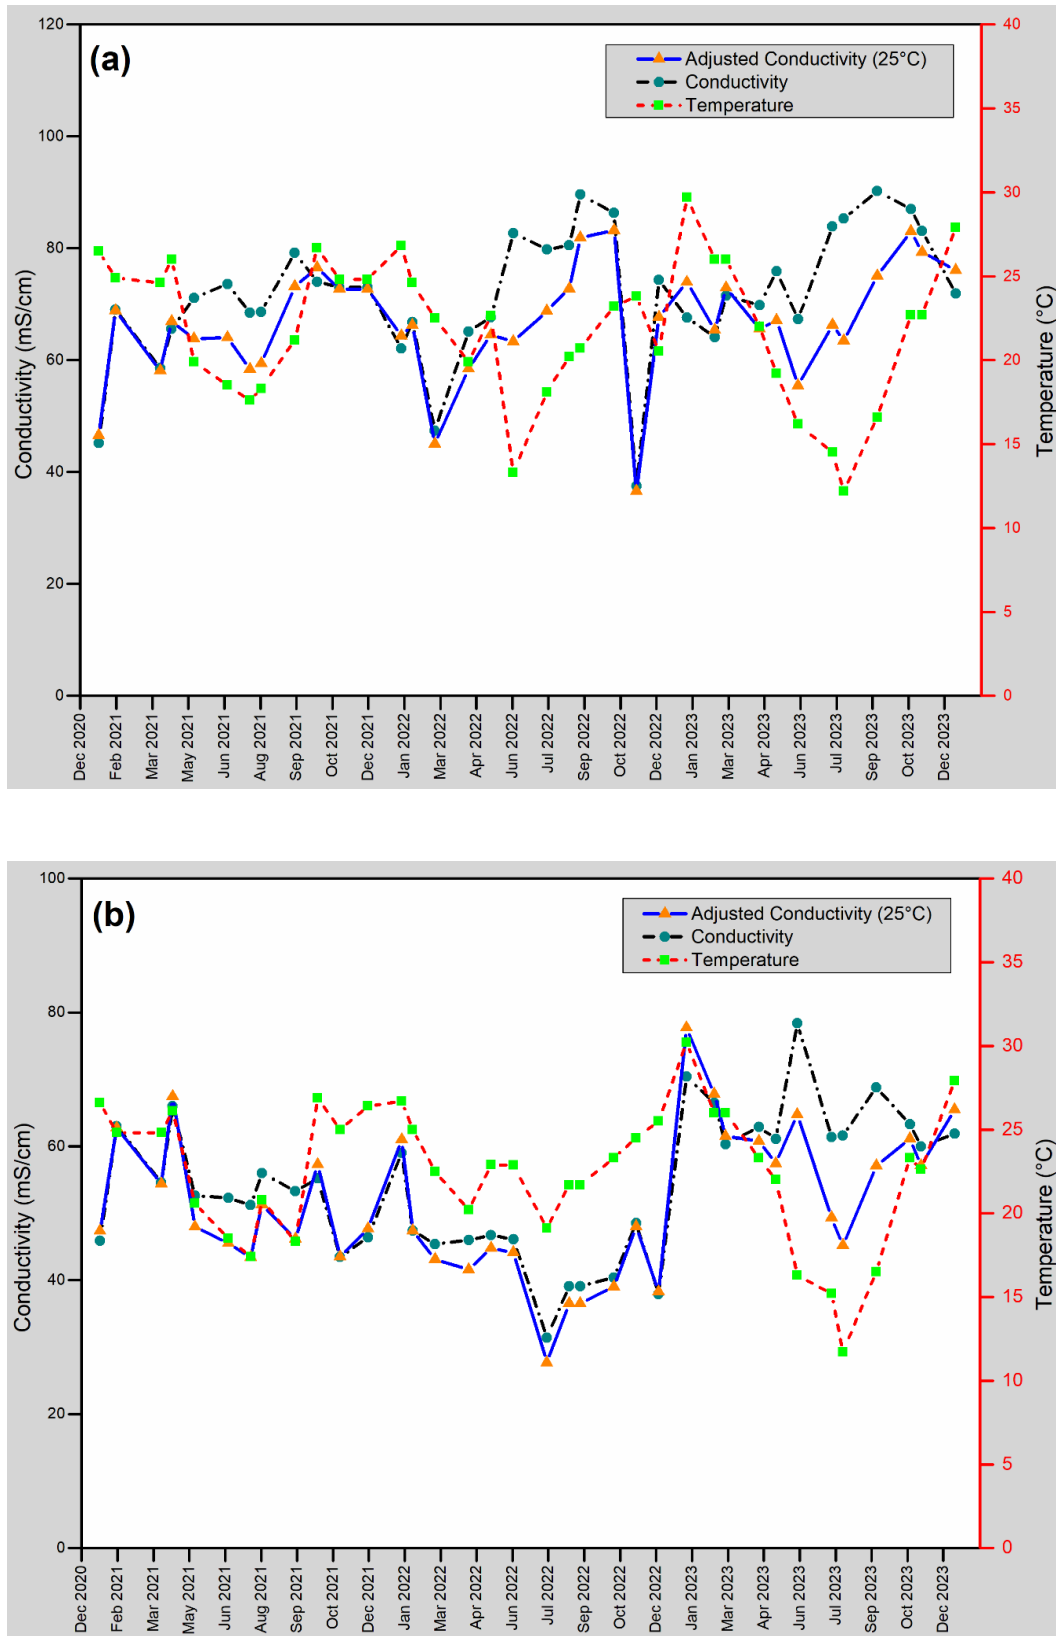 (a)
Adjusted Conductivity (25°C)
Conductivity
Temperature
120
100
80
60
40
20
0
Conductivity (mS/cm)
40
35
30
25
20
15
10
5
0
Temperature (°C)
Dec 2020
Feb 2021
Mar 2021
May 2021
Jun 2021
Aug 2021
Sep 2021
Oct 2021
Dec 2021
Jan 2022
Mar 2022
Apr 2022
Jun 2022
Jul 2022
Sep 2022
Oct 2022
Dec 2022
Jan 2023
Mar 2023
Apr 2023
Jun 2023
Jul 2023
Sep 2023
Oct 2023
Dec 2023
(b)
Adjusted Conductivity (25°C)
Conductivity
Temperature
100
80
60
40
20
0
Conductivity (mS/cm)
40
35
30
25
20
15
10
5
0
Temperature (°C)
Dec 2020
Feb 2021
Mar 2021
May 2021
Jun 2021
Aug 2021
Sep 2021
Oct 2021
Dec 2021
Jan 2022
Mar 2022
Apr 2022
Jun 2022
Jul 2022
Sep 2022
Oct 2022
Dec 2022
Jan 2023
Mar 2023
Apr 2023
Jun 2023
Jul 2023
Sep 2023
Oct 2023
Dec 2023